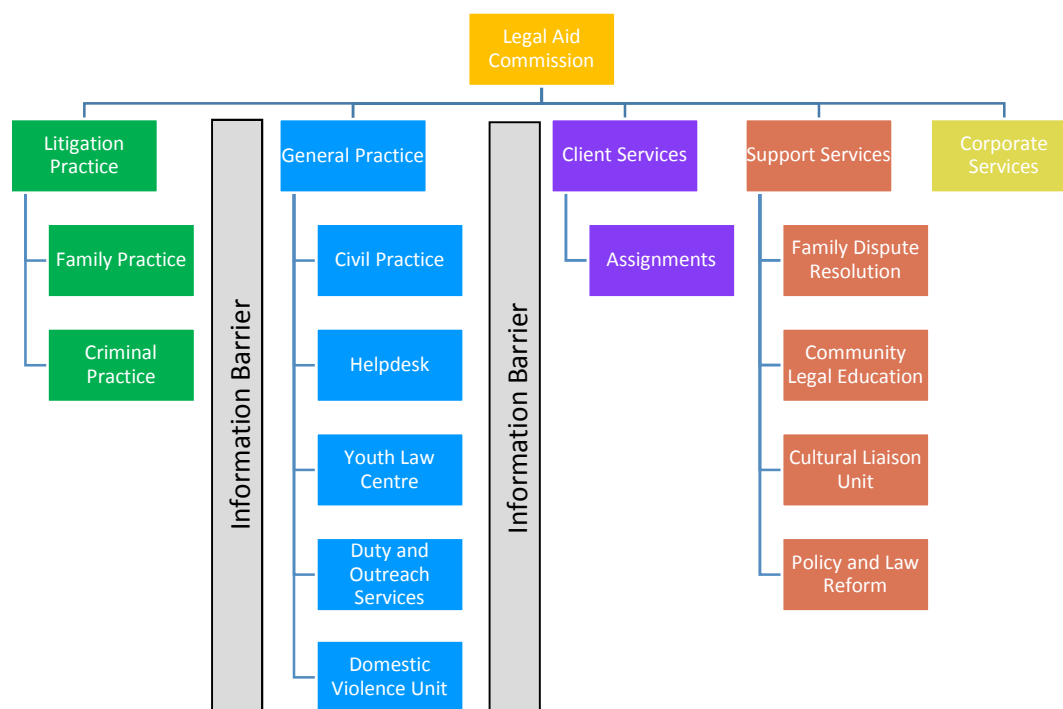 Legal Aid
Commission
Litigation
Practice
General Practice
Client Services
Support Services
Corporate
Services
Family Practice
Criminal
Practice
Information Barrier
Civil Practice
Helpdesk
Youth Law
Centre
Duty and
Outreach
Services
Domestic
Violence Unit
Information Barrier
Assignments
Family Dispute
Resolution
Community
Legal Education
Cultural Liaison
Unit
Policy and Law
Reform